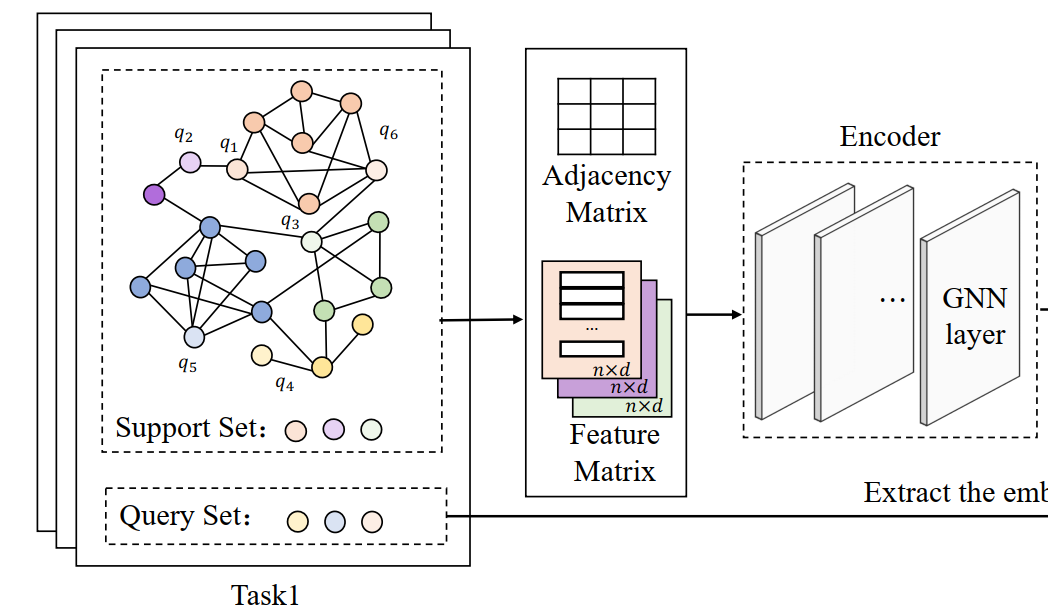 q2
q1
q6
q3
q5
q4
Support Set：
Query Set：
Task1
Adjacency
Matrix
...
n×d
n×d
n×d
Feature
Matrix
Encoder
...
GNN
layer
Extract the emb